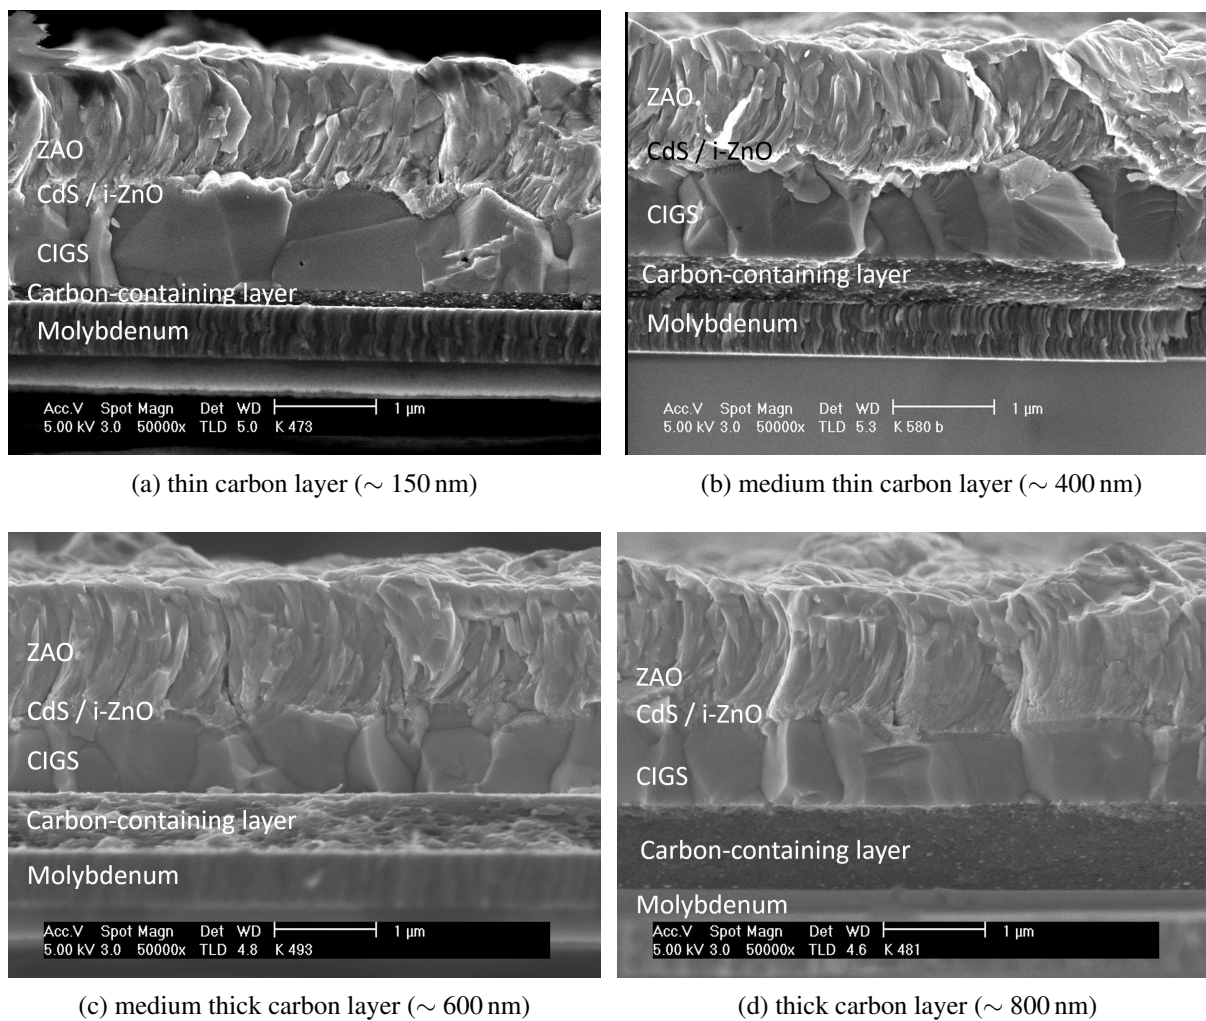 ZAO
CdS / i-ZnO
CIGS
Carbon-containing layer
Molybdenum
Acc.V Spot Magn Det WD 1 µm
5.00 kV 3.0 50000x TLD 5.0 K 473
(a) thin carbon layer (∼ 150 nm)
ZAO
CdS / i-ZnO
CIGS
Carbon-containing layer
Molybdenum
Acc.V Spot Magn Det WD 1 µm
5.00 kV 3.0 50000x TLD 5.3 K 580 b
(b) medium thin carbon layer (∼ 400 nm)
ZAO
CdS / i-ZnO
CIGS
Carbon-containing layer
Molybdenum
Acc.V Spot Magn Det WD 1 µm
5.00 kV 3.0 50000x TLD 4.8 K 493
(c) medium thick carbon layer (∼ 600 nm)
ZAO
CdS / i-ZnO
CIGS
Carbon-containing layer
Molybdenum
Acc.V Spot Magn Det WD 1 µm
5.00 kV 3.0 50000x TLD 4.6 K 481
(d) thick carbon layer (∼ 800 nm)